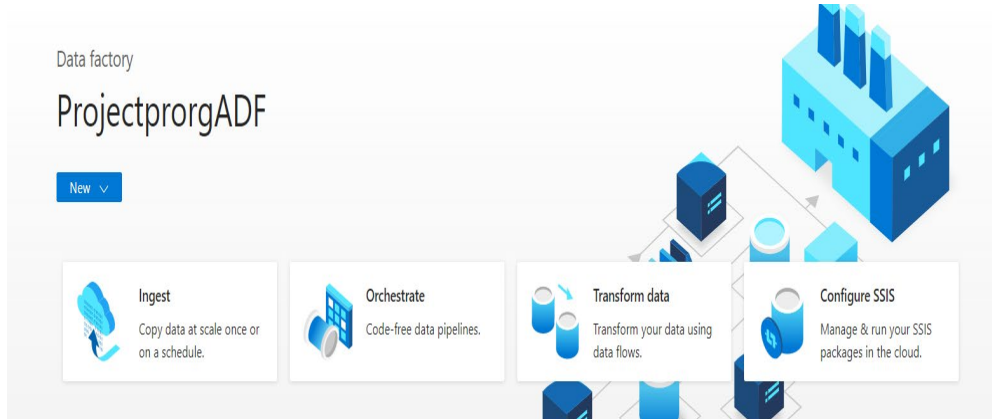 Data factory
ProjectprorgADF
New
Ingest
Copy data at scale once or
on a schedule.
Orchestrate
Code-free data pipelines.
Transform data
Transform your data using
data flows.
Configure SSIS
Manage & run your SSIS
packages in the cloud.